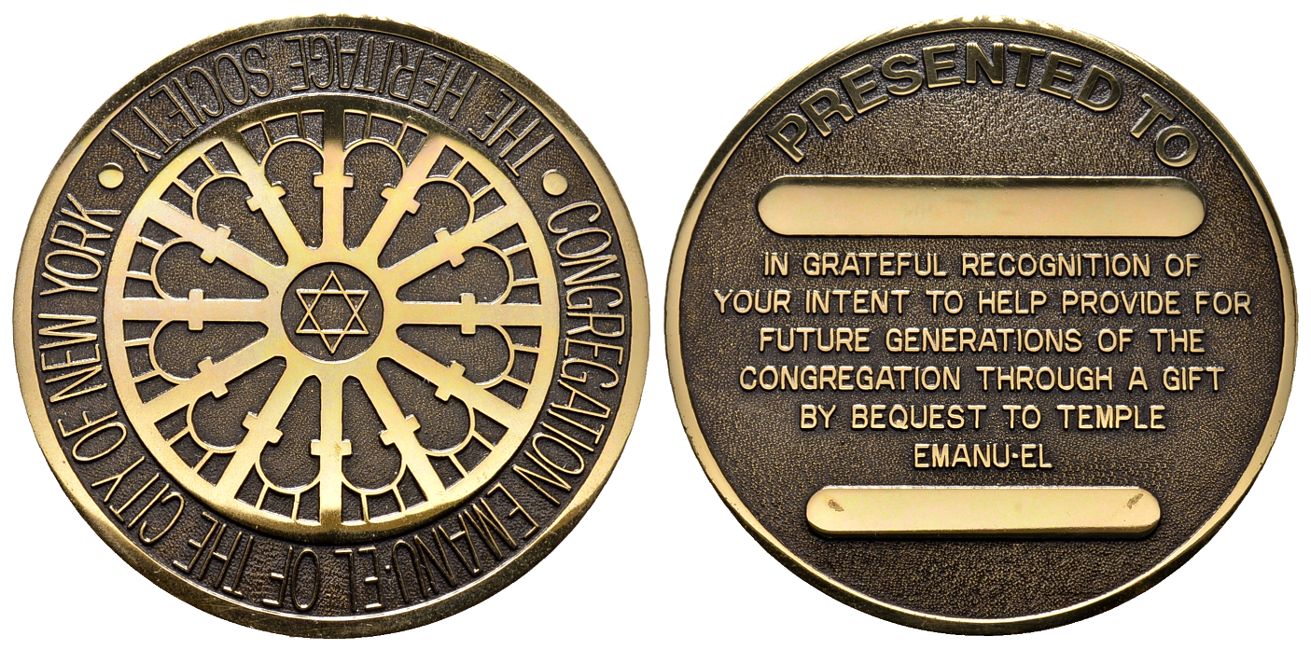 THE HERITAGE SOCIETY
• CONGREGATION EMANU-EL OF THE CITY OF NEW YORK •
PRESENTED TO
IN GRATEFUL RECOGNITION OF
YOUR INTENT TO HELP PROVIDE FOR
FUTURE GENERATIONS OF THE
CONGREGATION THROUGH A GIFT
BY BEQUEST TO TEMPLE
EMANU·EL